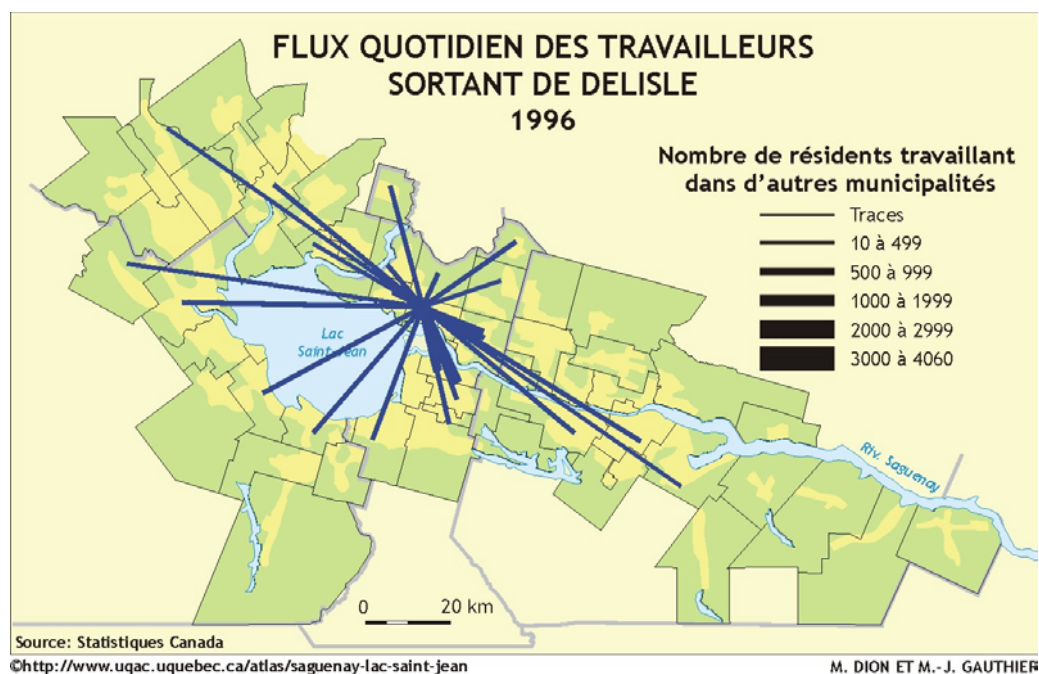 FLUX QUOTIDIEN DES TRAVAILLEURS
SORTANT DE DELISLE
1996
Nombre de résidents travaillant
dans d'autres municipalités
Traces
10 à 499
500 à 999
1000 à 1999
2000 à 2999
3000 à 4060
Lac
Saint-Jean
Riv. Saguenay
0 20 km
Source: Statistiques Canada
©http://www.uqac.uquebec.ca/atlas/saguenay-lac-saint-jean
M. DION ET M.-J. GAUTHIER